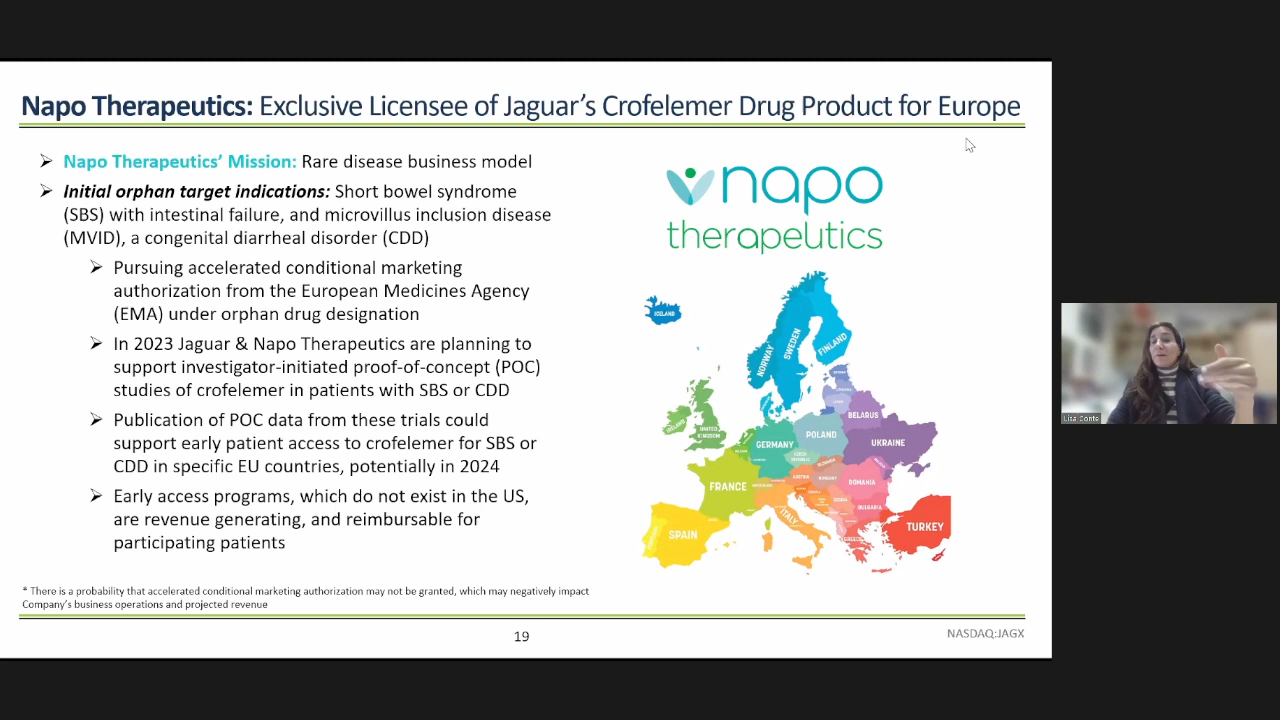 Napo Therapeutics: Exclusive Licensee of Jaguar's Crofelemer Drug Product for Europe
➢ Napo Therapeutics' Mission: Rare disease business model
➢ Initial orphan target indications: Short bowel syndrome
(SBS) with intestinal failure, and microvillus inclusion disease
(MVID), a congenital diarrheal disorder (CDD)
➢ Pursuing accelerated conditional marketing
authorization from the European Medicines Agency
(EMA) under orphan drug designation
➢ In 2023 Jaguar & Napo Therapeutics are planning to
support investigator-initiated proof-of-concept (POC)
studies of crofelemer in patients with SBS or CDD
➢ Publication of POC data from these trials could
support early patient access to crofelemer for SBS or
CDD in specific EU countries, potentially in 2024
➢ Early access programs, which do not exist in the US,
are revenue generating, and reimbursable for
participating patients
napo
therapeutics
ICELAND
NORWAY
SWEDEN
FINLAND
BELARUS
IRELAND
UNITED
KINGDOM
GERMANY
POLAND
UKRAINE
FRANCE
AUSTRIA
ROMANIA
ITALY
BULGARIA
SPAIN
GREECE
TURKEY
* There is a probability that accelerated conditional marketing authorization may not be granted, which may negatively impact
Company's business operations and projected revenue
19
NASDAQ:JAGX
Lisa Conte